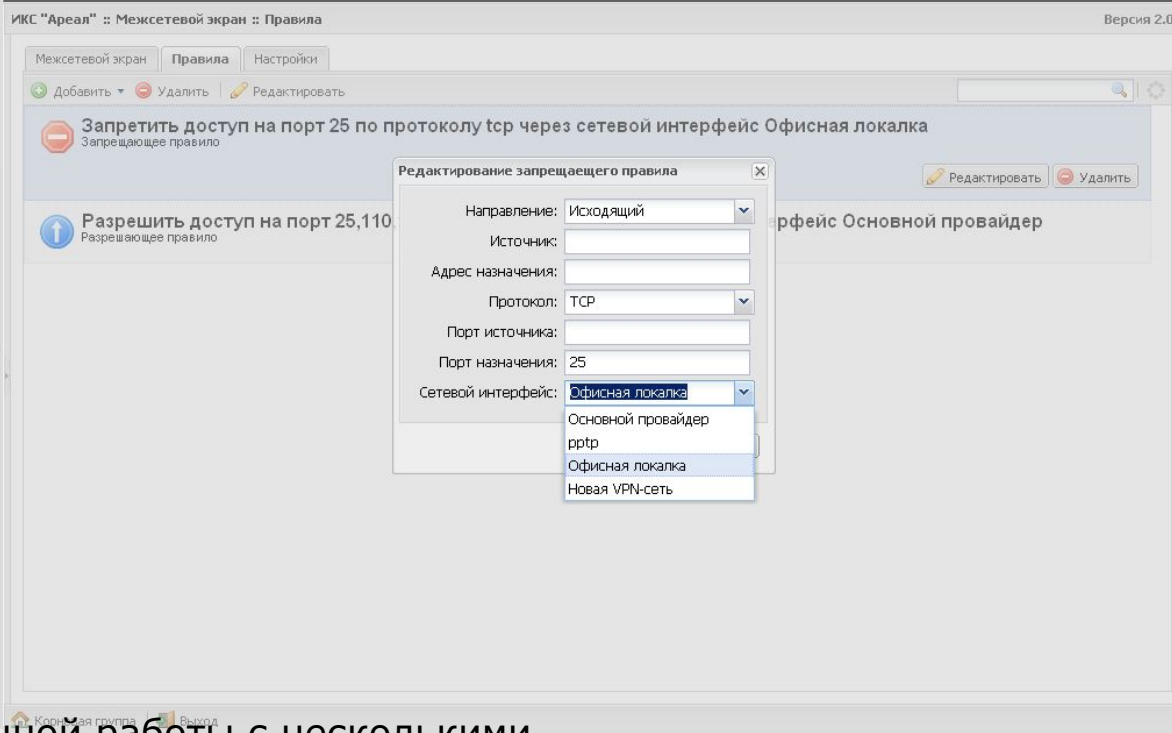 ИКС "Ареал" :: Межсетевой экран :: Правила
Версия 2.0
Межсетевой экран Правила Настройки
Добавить Удалить Редактировать
Запретить доступ на порт 25 по протоколу tcp через сетевой интерфейс Офисная локалка
Запрещающее правило
Редактировать Удалить
Разрешить доступ на порт 25,110 Основной провайдер
Разрешающее правило
Редактирование запрещаещего правила
Направление: Исходящий
Источник:
Адрес назначения:
Протокол: TCP
Порт источника:
Порт назначения: 25
Сетевой интерфейс: Офисная локалка
Основной провайдер
pptp
Офисная локалка
Новая VPN-сеть
Корневая группа Выход
работы с несколькими